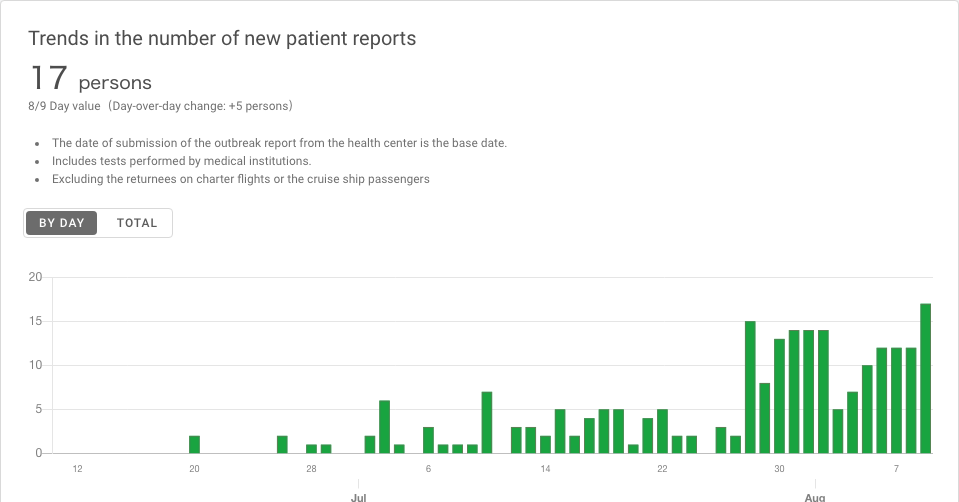 Trends in the number of new patient reports
17 persons
8/9 Day value（Day-over-day change: +5 persons）
• The date of submission of the outbreak report from the health center is the base date.
• Includes tests performed by medical institutions.
• Excluding the returnees on charter flights or the cruise ship passengers
BY DAY TOTAL
20
15
10
5
0
12 20 28 6 14 22 30 7
Jul Aug